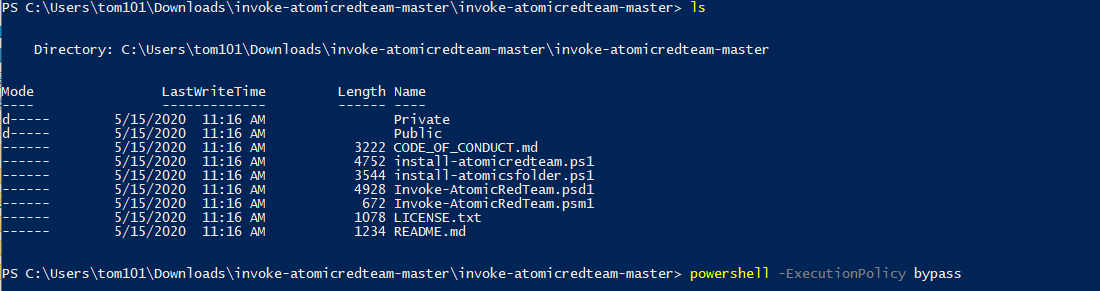 PS C:\Users\tom101\Downloads\invoke-atomicredteam-master\invoke-atomicredteam-master> ls
Directory: C:\Users\tom101\Downloads\invoke-atomicredteam-master\invoke-atomicredteam-master
Mode LastWriteTime Length Name
---- ------------- ------ ----
d----- 5/15/2020 11:16 AM Private
d----- 5/15/2020 11:16 AM Public
------ 5/15/2020 11:16 AM 3222 CODE_OF_CONDUCT.md
------ 5/15/2020 11:16 AM 4752 install-atomicredteam.ps1
------ 5/15/2020 11:16 AM 3544 install-atomicsfolder.ps1
------ 5/15/2020 11:16 AM 4928 Invoke-AtomicRedTeam.psd1
------ 5/15/2020 11:16 AM 672 Invoke-AtomicRedTeam.psm1
------ 5/15/2020 11:16 AM 1078 LICENSE.txt
------ 5/15/2020 11:16 AM 1234 README.md
PS C:\Users\tom101\Downloads\invoke-atomicredteam-master\invoke-atomicredteam-master> powershell -ExecutionPolicy bypass